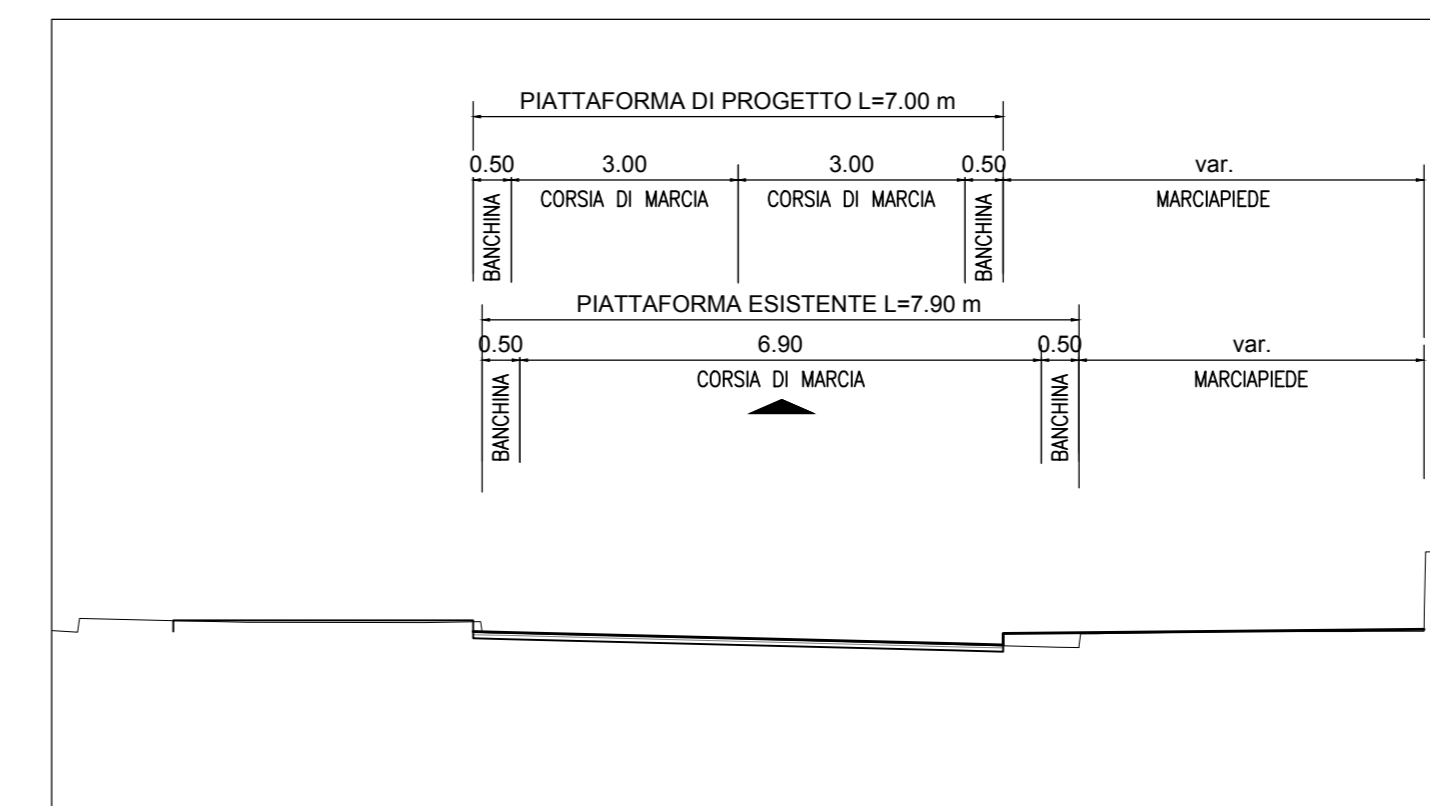 PIATTAFORMA DI PROGETTO L=7.00 m
0.50 3.00 3.00 0.50 var.
BANCHINA CORSIA DI MARCIA CORSIA DI MARCIA BANCHINA MARCIAPIEDE
PIATTAFORMA ESISTENTE L=7.90 m
0.50 6.90 0.50 var.
BANCHINA CORSIA DI MARCIA BANCHINA MARCIAPIEDE